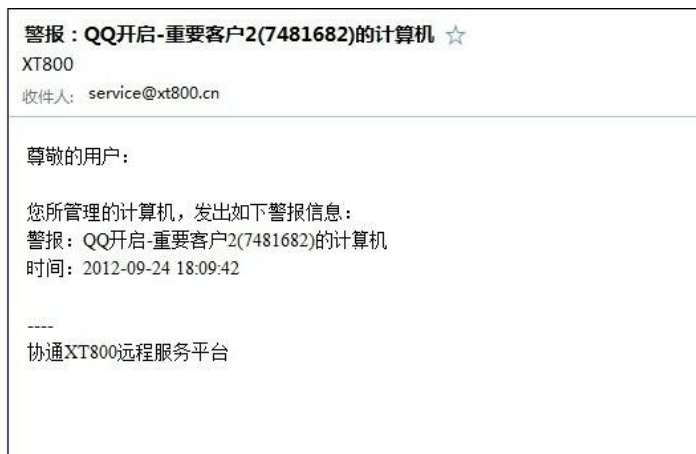 警报：QQ开启-重要客户2(7481682)的计算机 ☆
XT800
收件人: service@xt800.cn
尊敬的用户：
您所管理的计算机，发出如下警报信息：
警报：QQ开启-重要客户2(7481682)的计算机
时间：2012-09-24 18:09:42
----
协通XT800远程服务平台